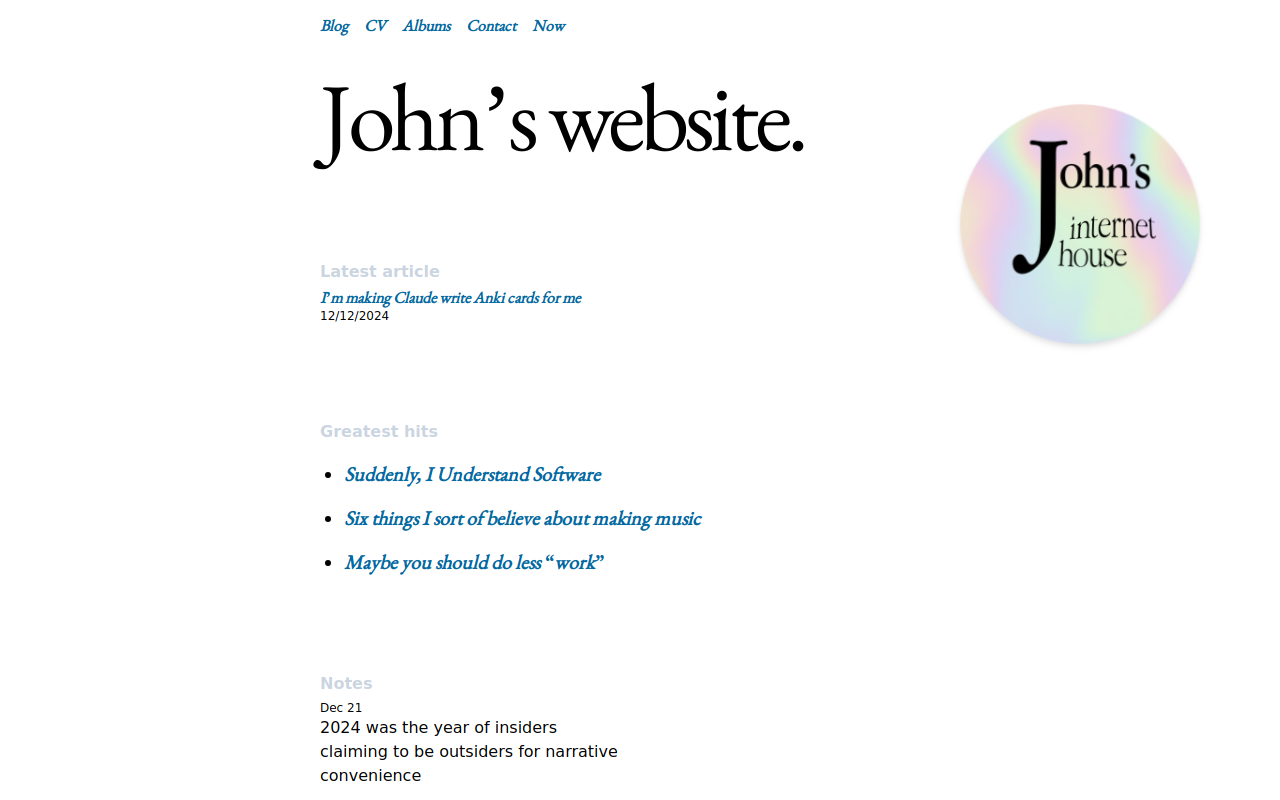 Blog CV Albums Contact Now
John’s website.
John’s
internet
house
Latest article
I’m making Claude write Anki cards for me
12/12/2024
Greatest hits
• Suddenly, I Understand Software
• Six things I sort of believe about making music
• Maybe you should do less “work”
Notes
Dec 21
2024 was the year of insiders
claiming to be outsiders for narrative
convenience